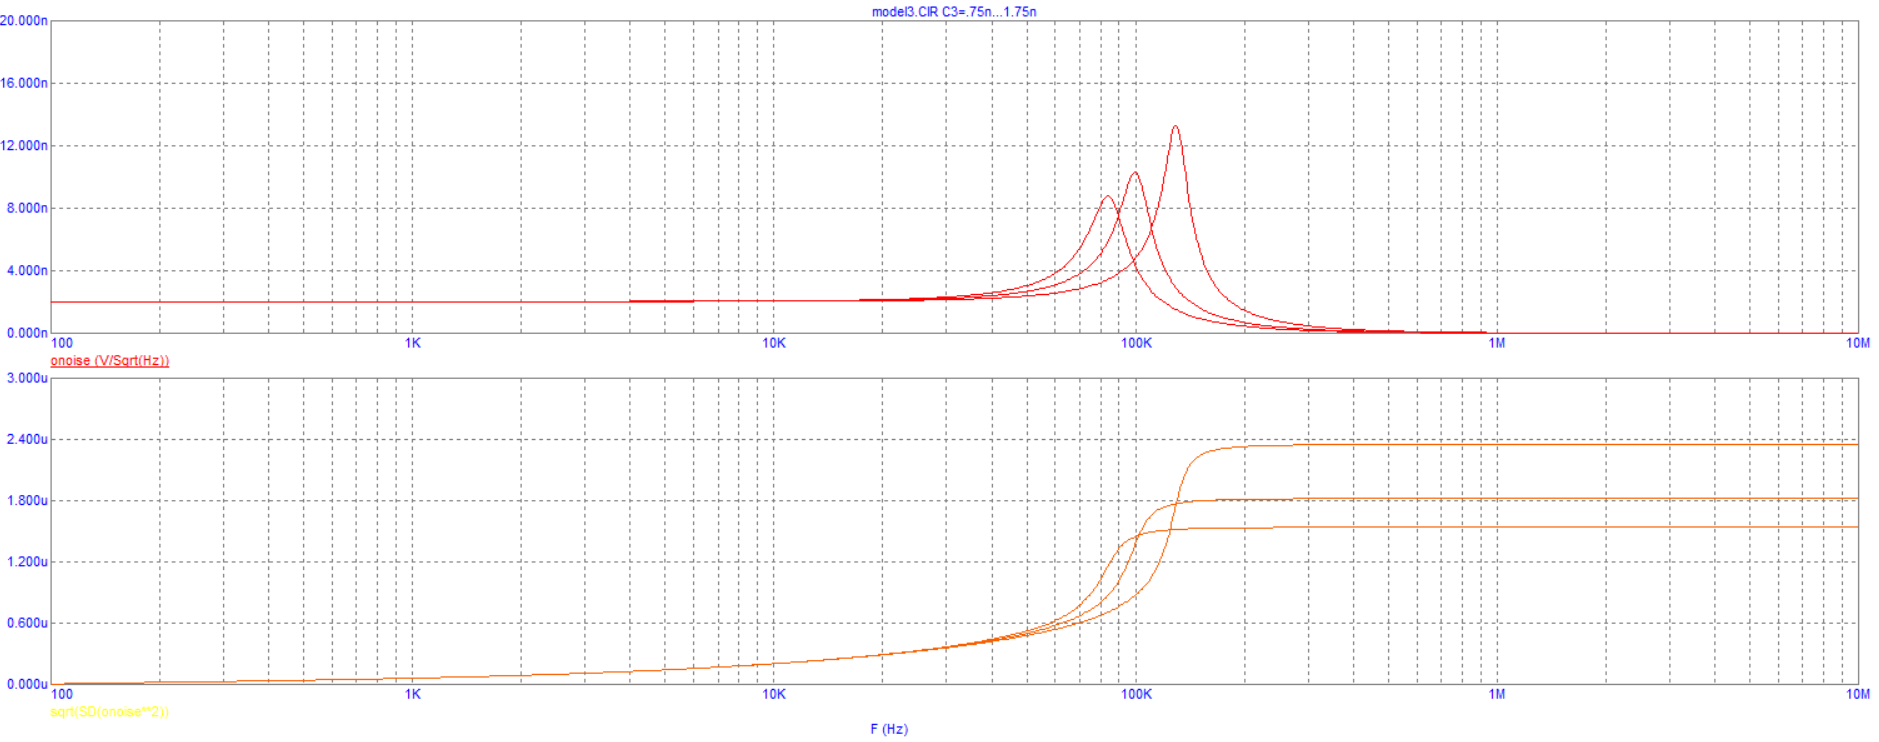 model3.CIR C3=.75n...1.75n
20.000n
16.000n
12.000n
8.000n
4.000n
0.000n
100 1K 10K 100K 1M 10M
onoise (V/Sqrt(Hz))
3.000u
2.400u
1.800u
1.200u
0.600u
0.000u
100 1K 10K 100K 1M 10M
sqrt(SD(onoise**2))
F (Hz)